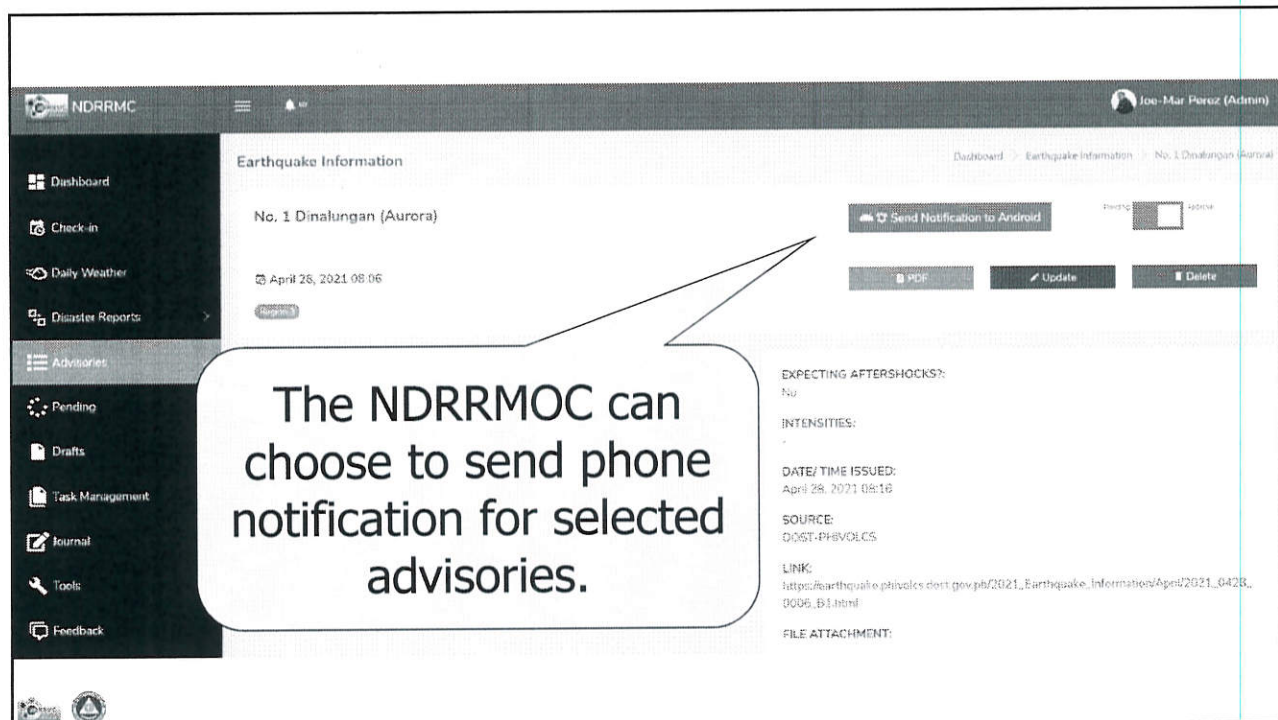 NDRRMC
Joe-Mar Perez (Admin)
Dashboard
Check-in
Daily Weather
Disaster Reports
Advisories
Pending
Drafts
Task Management
Journal
Tools
Feedback
Earthquake Information
Dashboard > Earthquake Information > No. 1 Dinalungan (Aurora)
No. 1 Dinalungan (Aurora)
Send Notification to Android
Pending
Approve
April 28, 2021 08:06
PDF
Update
Delete
Region 3
The NDRRMOC can
choose to send phone
notification for selected
advisories.
EXPECTING AFTERSHOCKS?:
No
INTENSITIES:
-
DATE/ TIME ISSUED:
April 28, 2021 08:16
SOURCE:
DOST-PHIVOLCS
LINK:
https://earthquake.phivolcs.dost.gov.ph/2021_Earthquake_Information/April/2021_0428_
0006_B1.html
FILE ATTACHMENT: